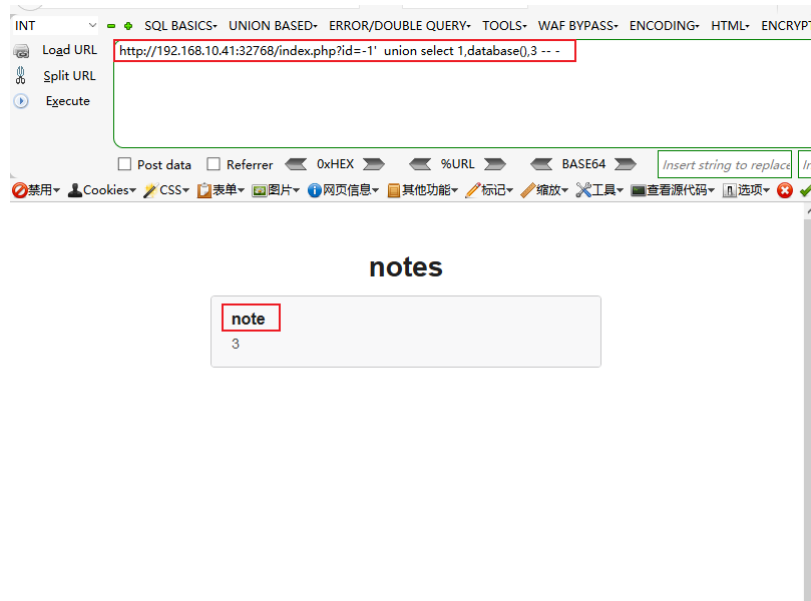 INT SQL BASICS- UNION BASED- ERROR/DOUBLE QUERY- TOOLS- WAF BYPASS- ENCODING- HTML- ENCRYPT
Load URL http://192.168.10.41:32768/index.php?id=-1' union select 1,database(),3 -- -
Split URL
Execute
Post data Referrer 0xHEX %URL BASE64 Insert string to replace
禁用 Cookies CSS 表单 图片 网页信息 其他功能 标记 缩放 工具 查看源代码 选项
notes
note
3